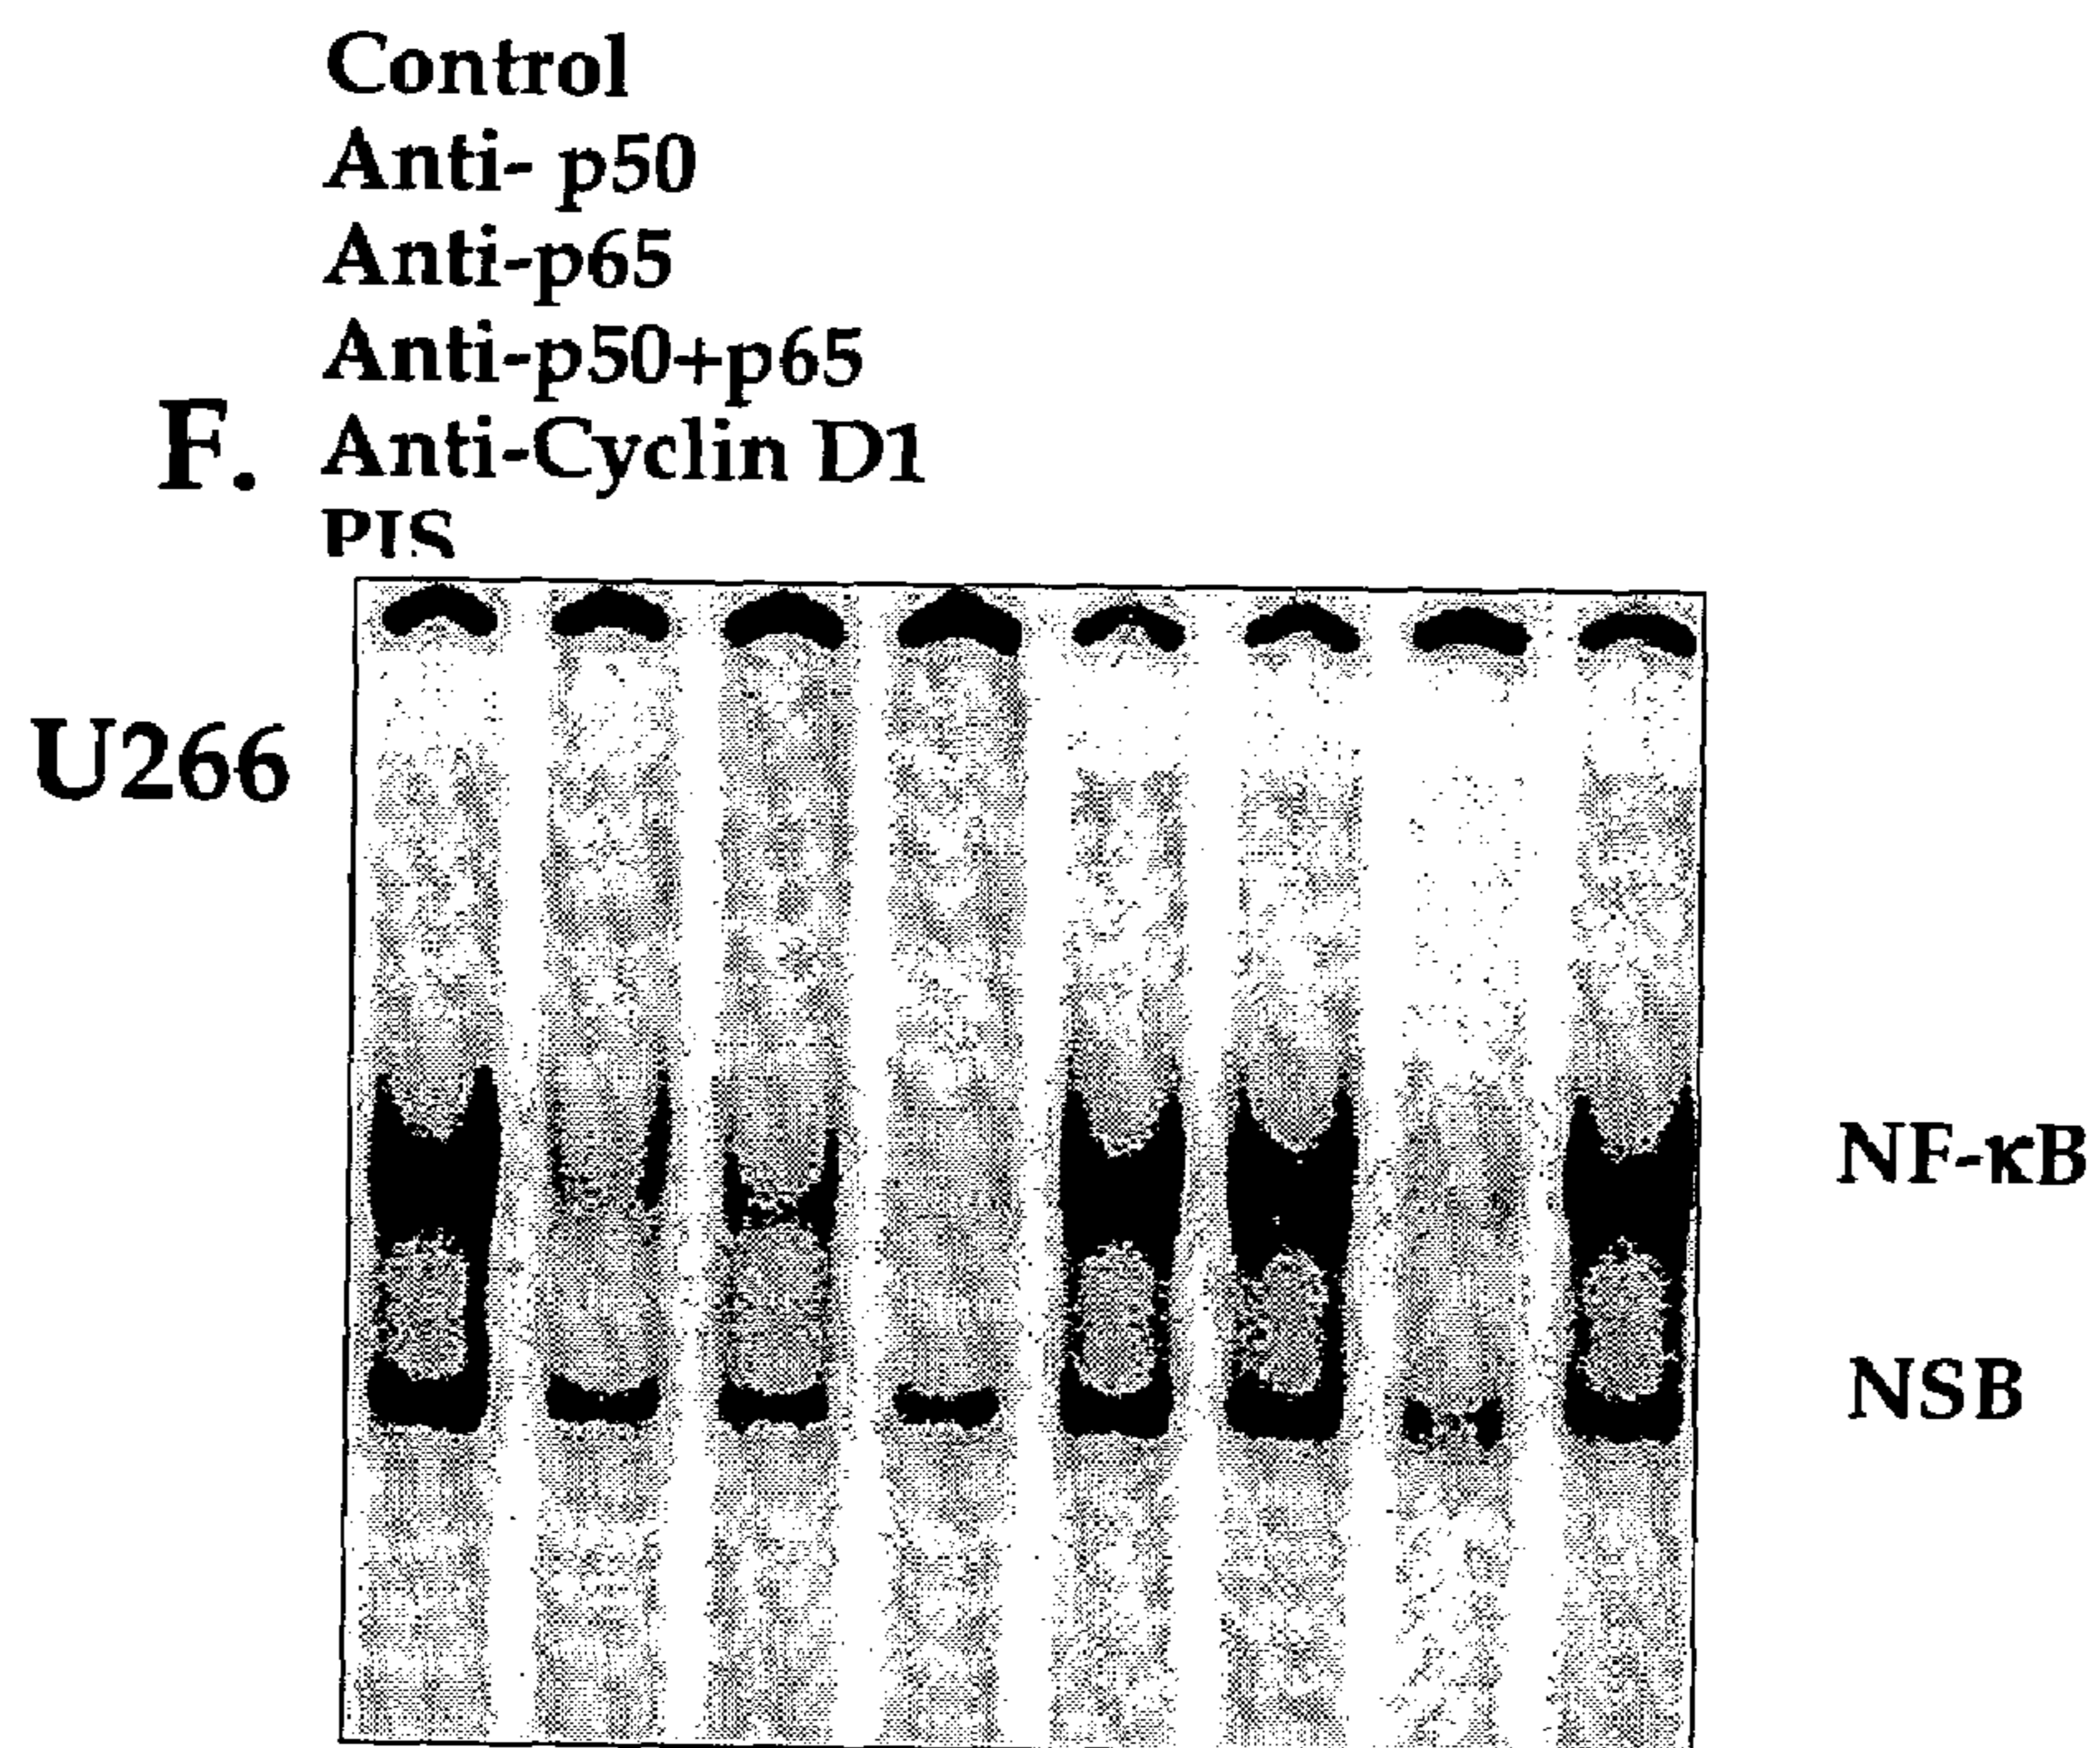 Control
Anti- p50
Anti-p65
Anti-p50+p65
F. Anti-Cyclin D1
PIS
U266
NF-κB
NSB